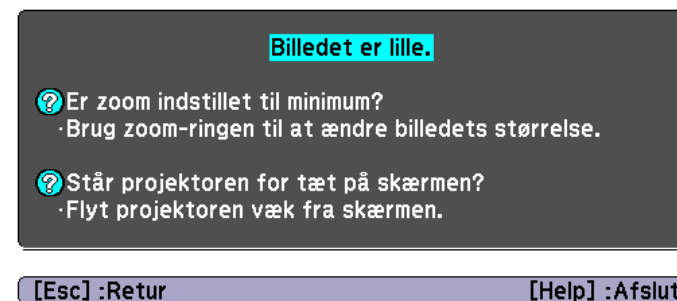 Billedet er lille.
?Er zoom indstillet til minimum?
·Brug zoom-ringen til at ændre billedets størrelse.
?Står projektoren for tæt på skærmen?
·Flyt projektoren væk fra skærmen.
[Esc] :Retur [Help] :Afslut